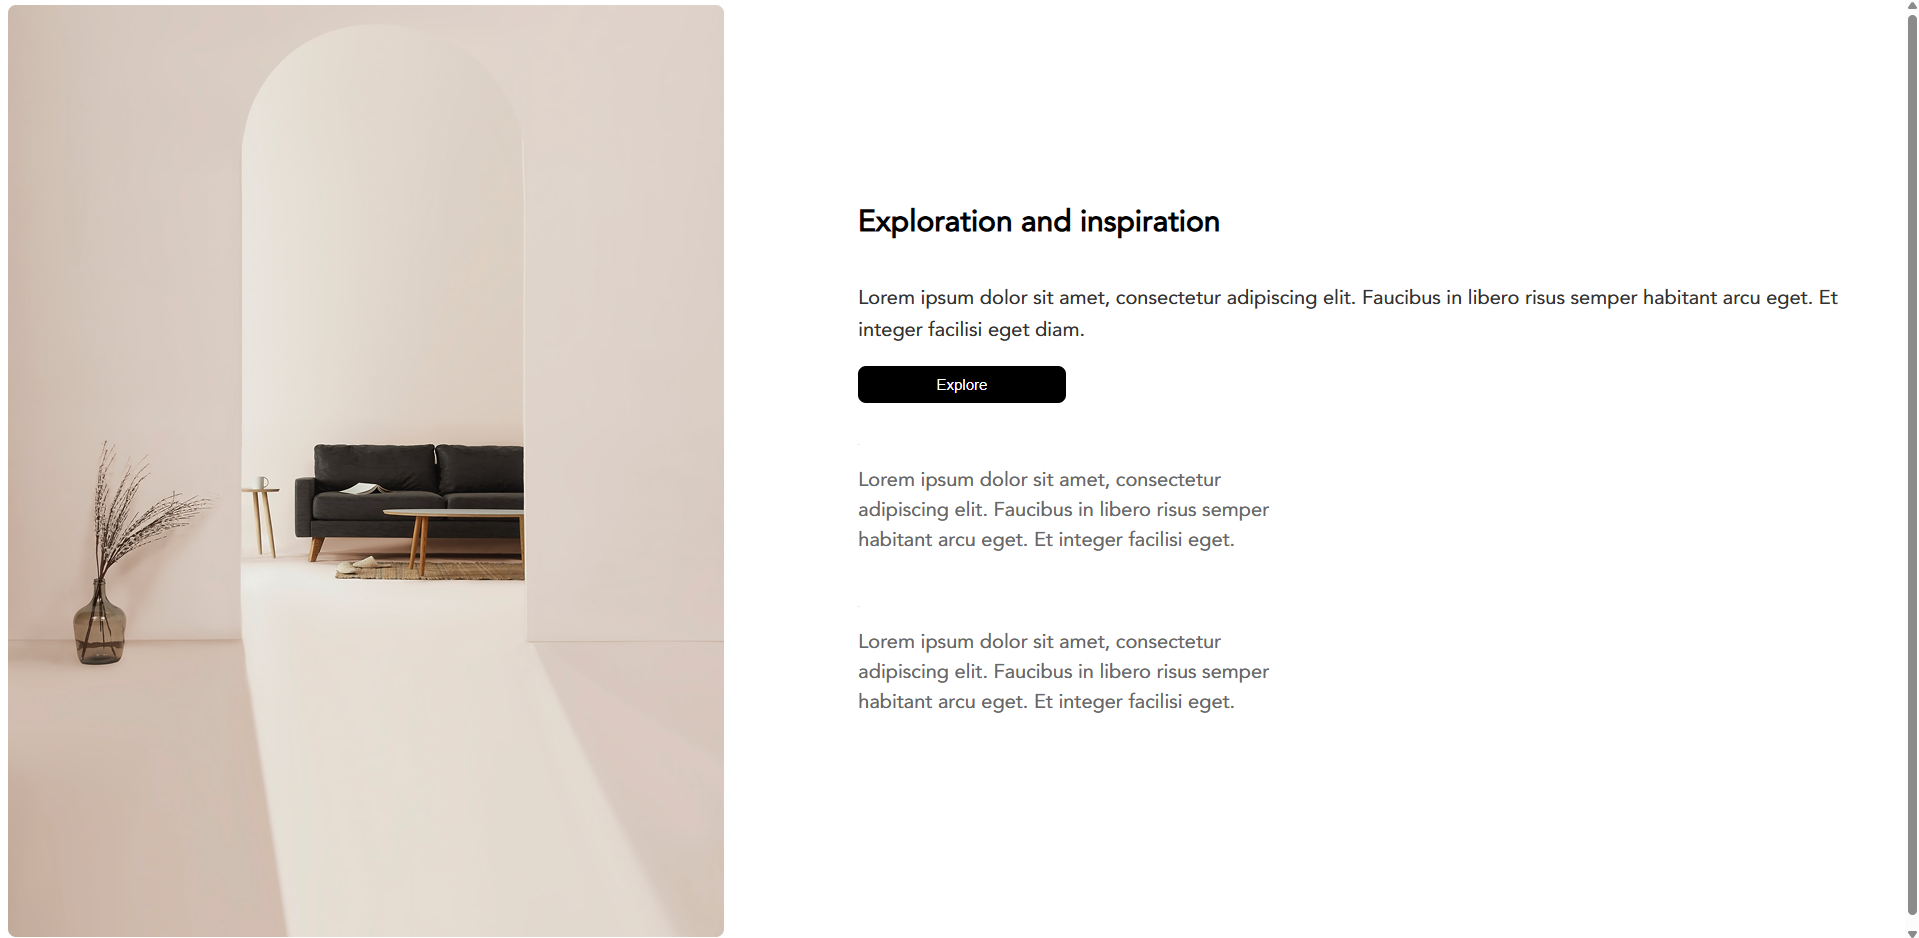 Exploration and inspiration
Lorem ipsum dolor sit amet, consectetur adipiscing elit. Faucibus in libero risus semper habitant arcu eget. Et
integer facilisi eget diam.
Explore
Lorem ipsum dolor sit amet, consectetur
adipiscing elit. Faucibus in libero risus semper
habitant arcu eget. Et integer facilisi eget.
Lorem ipsum dolor sit amet, consectetur
adipiscing elit. Faucibus in libero risus semper
habitant arcu eget. Et integer facilisi eget.